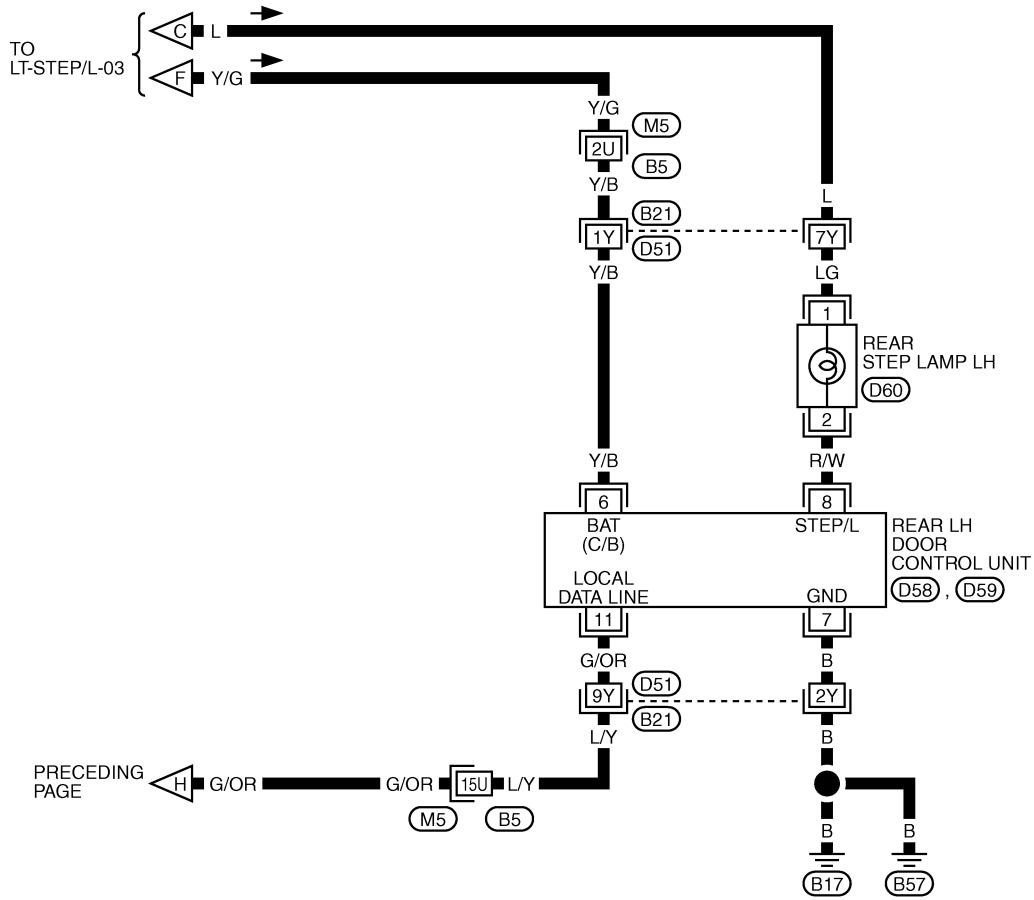 TO
LT-STEP/L-03
C
L
F
Y/G
Y/G
M5
2U
B5
Y/B
L
B21
1Y
7Y
D51
Y/B
LG
1
REAR
STEP LAMP LH
D60
2
Y/B
R/W
6
8
BAT
(C/B)
STEP/L
REAR LH
DOOR
CONTROL UNIT
D58 , D59
LOCAL
DATA LINE
GND
11
7
G/OR
B
D51
9Y
2Y
B21
L/Y
B
PRECEDING
PAGE
H
G/OR
G/OR
15U
L/Y
M5
B5
B
B
B17
B57